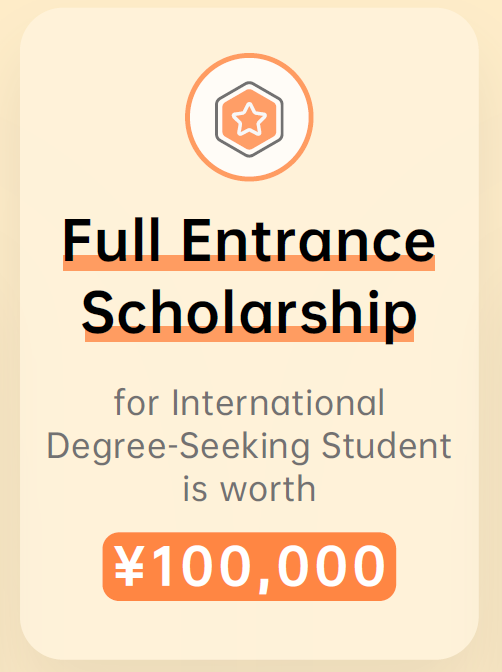 Full Entrance
Scholarship
for International
Degree-Seeking Student
is worth
¥100,000